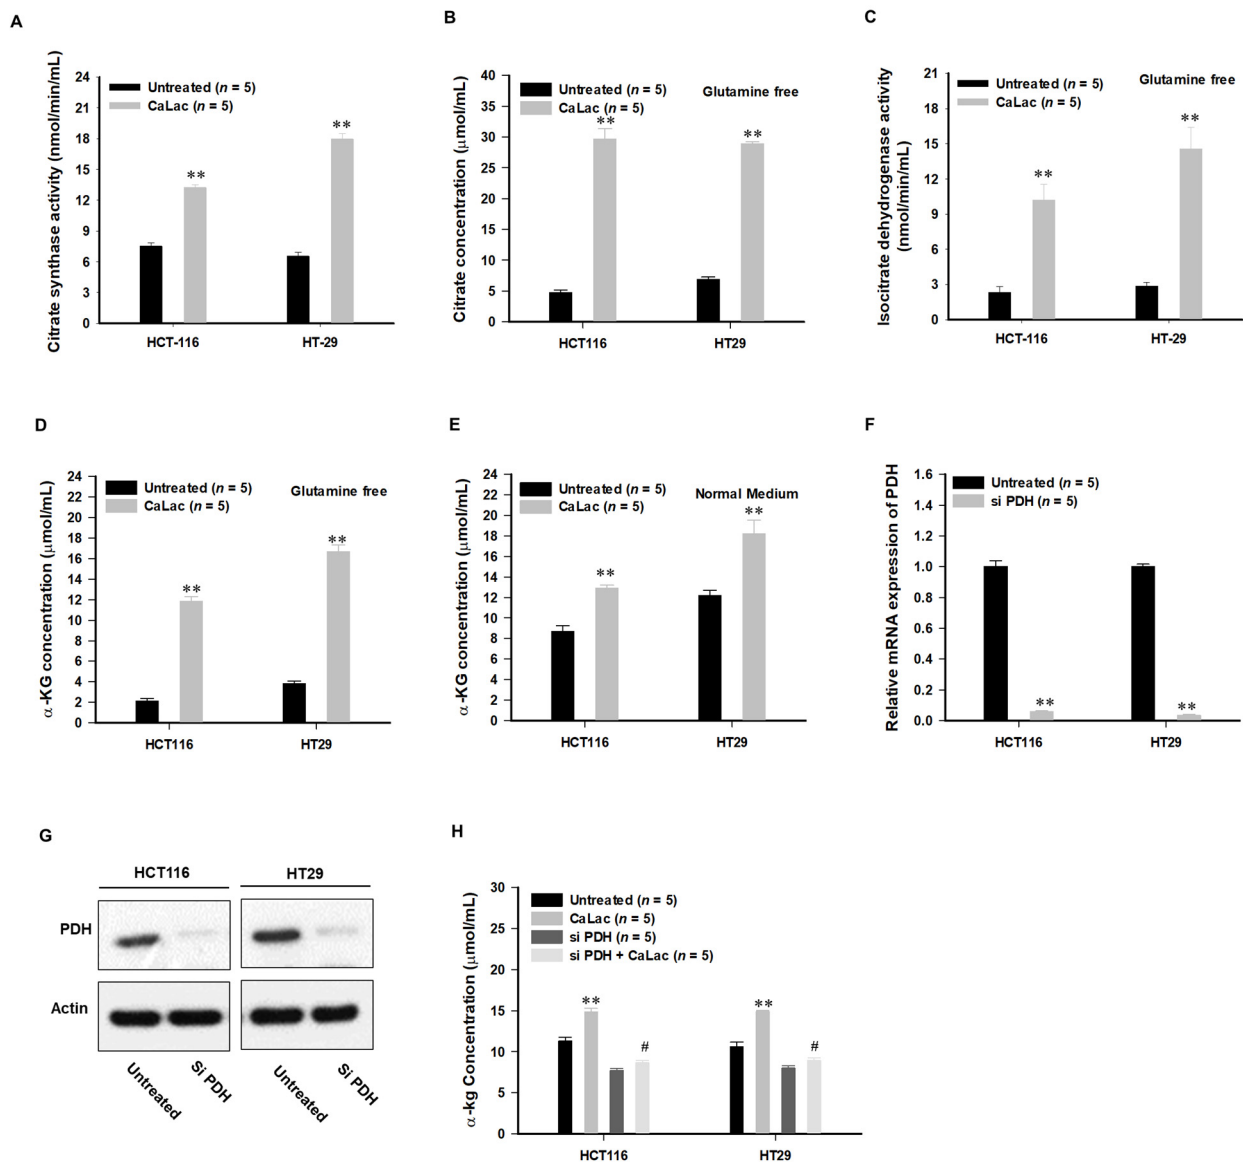 A
Citrate synthase activity (nmol/min/mL)
24
21
18
15
12
9
6
3
0
Untreated (n = 5)
CaLac (n = 5)
**
**
HCT-116
HT-29
B
Citrate concentration (μmol/mL)
40
35
30
25
20
15
10
5
0
Untreated (n = 5)
CaLac (n = 5)
Glutamine free
**
**
HCT116
HT29
C
Isocitrate dehydrogenase activity
(nmol/min/mL)
21
18
15
12
9
6
3
0
Untreated (n = 5)
CaLac (n = 5)
Glutamine free
**
**
HCT-116
HT-29
D
α-KG concentration (μmol/mL)
24
22
20
18
16
14
12
10
8
6
4
2
0
Untreated (n = 5)
CaLac (n = 5)
Glutamine free
**
**
HCT116
HT29
E
α-KG concentration (μmol/mL)
24
22
20
18
16
14
12
10
8
6
4
2
0
Untreated (n = 5)
CaLac (n = 5)
Normal Medium
**
**
HCT116
HT29
F
Relative mRNA expression of PDH
1.6
1.4
1.2
1.0
0.8
0.6
0.4
0.2
0.0
Untreated (n = 5)
si PDH (n = 5)
**
**
HCT116
HT29
G
HCT116
HT29
PDH
Actin
Untreated
Si PDH
Untreated
Si PDH
H
α-kg Concentration (μmol/mL)
30
25
20
15
10
5
0
Untreated (n = 5)
CaLac (n = 5)
si PDH (n = 5)
si PDH + CaLac (n = 5)
**
#
**
#
HCT116
HT29